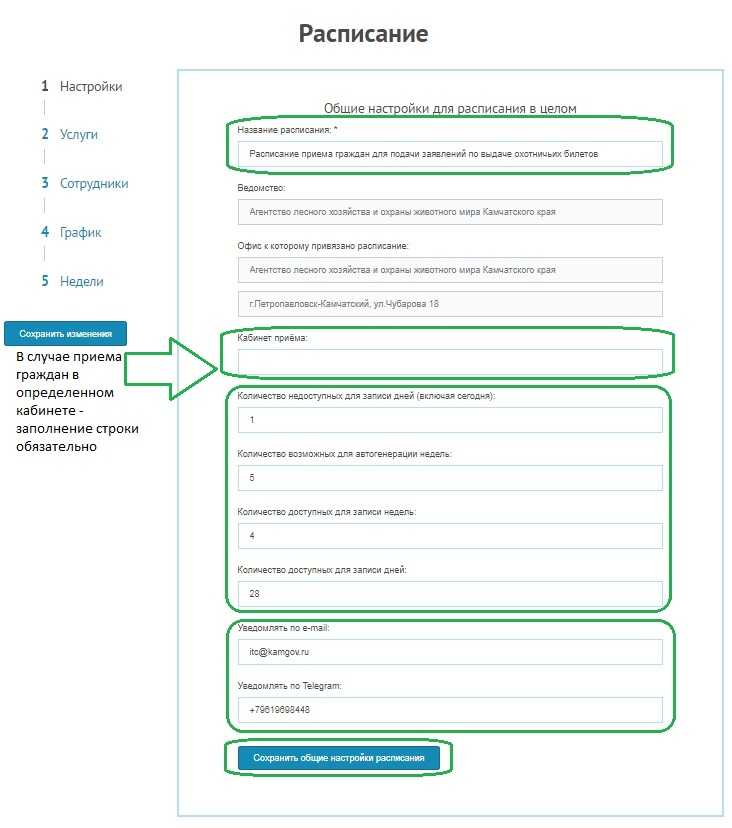 Расписание
1 Настройки
2 Услуги
3 Сотрудники
4 График
5 Недели
Сохранить изменения
В случае приема
граждан в
определенном
кабинете -
заполнение строки
обязательно
Общие настройки для расписания в целом
Название расписания: *
Расписание приема граждан для подачи заявлений по выдаче охотничьих билетов
Ведомство:
Агентство лесного хозяйства и охраны животного мира Камчатского края
Офис к которому привязано расписание:
Агентство лесного хозяйства и охраны животного мира Камчатского края
г.Петропавловск-Камчатский, ул.Чубарова 18
Кабинет приёма:
Количество недоступных для записи дней (включая сегодня):
1
Количество возможных для автогенерации недель:
5
Количество доступных для записи недель:
4
Количество доступных для записи дней:
28
Уведомлять по e-mail:
itc@kamgov.ru
Уведомлять по Telegram:
+79619698448
Сохранить общие настройки расписания